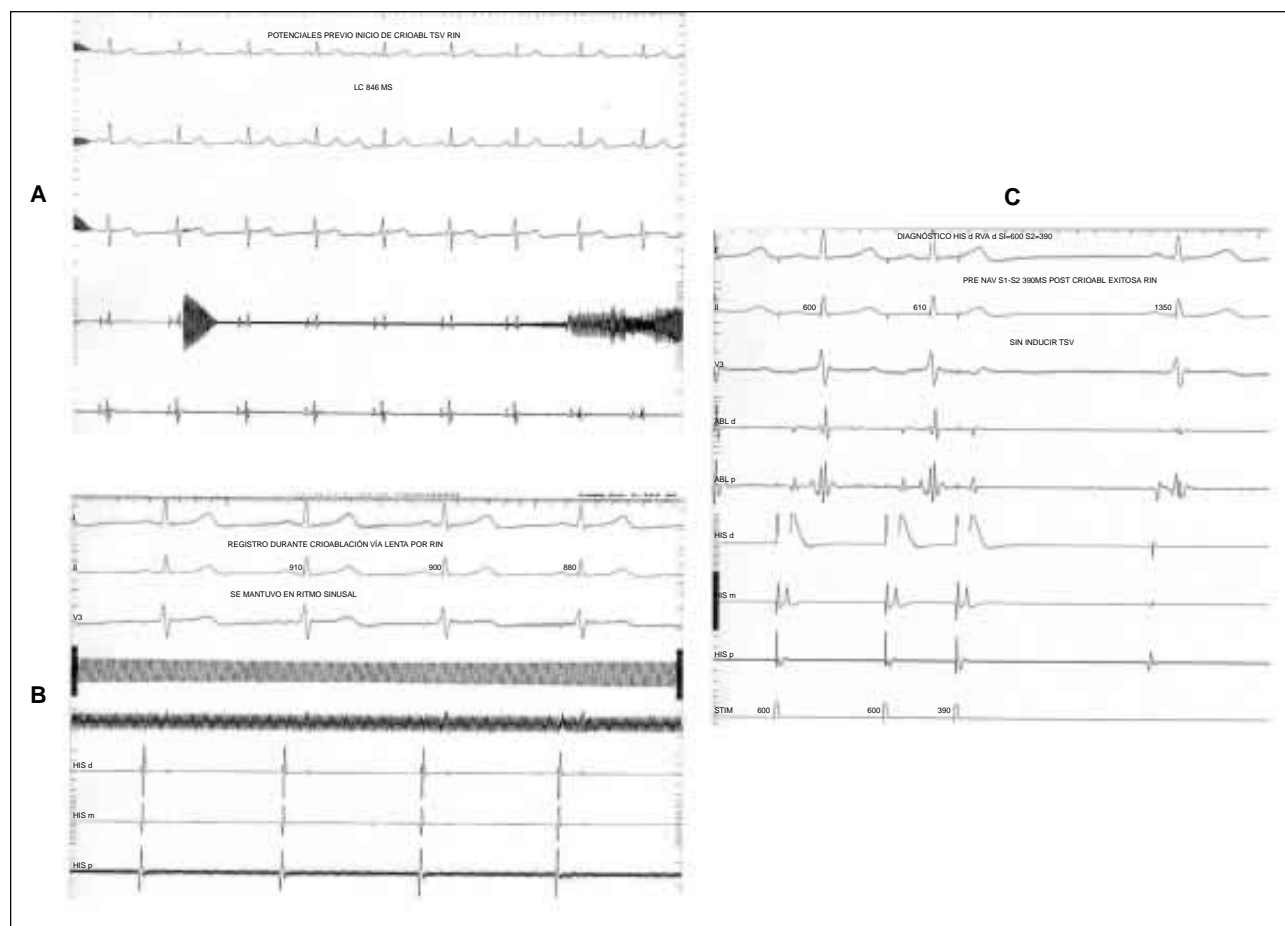 POTENCIALES PREVIO INICIO DE CRIOABL TSV RIN
LC 846 MS
A
I
REGISTRO DURANTE CRIOABLACIÓN VÍA LENTA POR RIN
II
910
900
880
SE MANTUVO EN RITMO SINUSAL
V3
B
HIS d
HIS m
HIS p
C
DIAGNÓSTICO HIS d RVA d SI=600 S2=390
PRE NAV S1-S2 390MS POST CRIOABL EXITOSA RIN
II
600
610
1350
SIN INDUCIR TSV
V3
ABL d
ABL p
HIS d
HIS m
HIS p
STIM
600
600
390